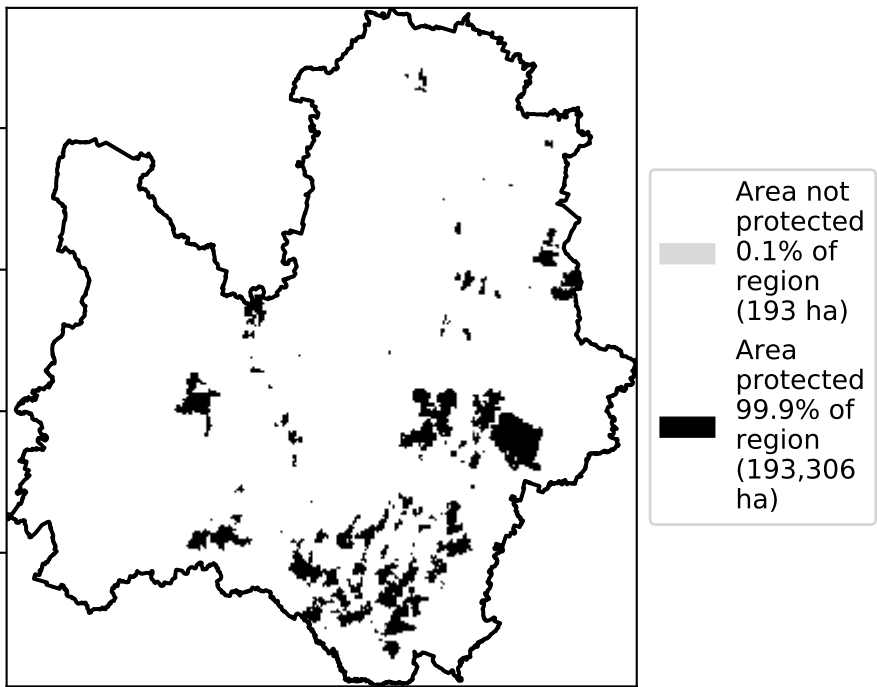 Area not
protected
0.1% of
region
(193 ha)
Area
protected
99.9% of
region
(193,306
ha)